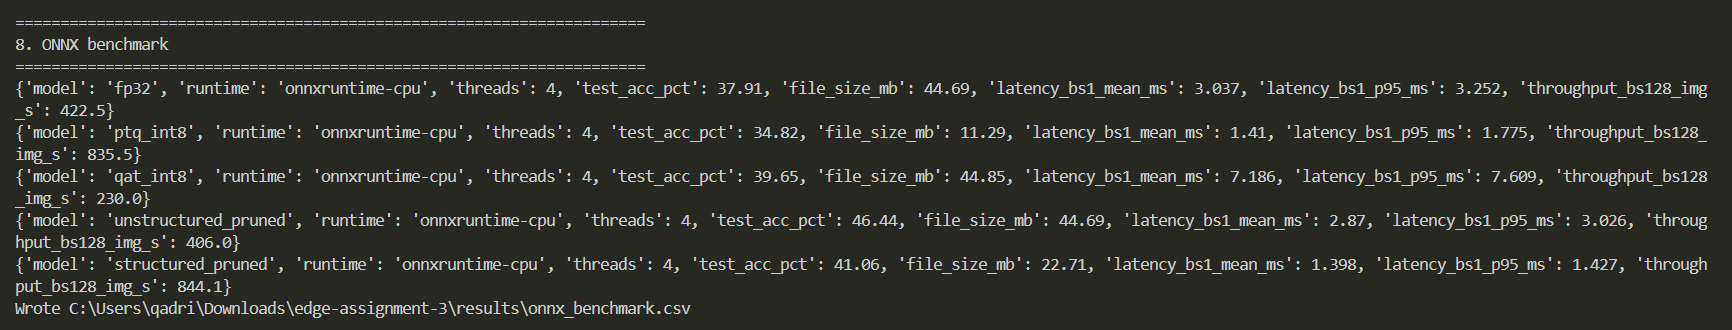 ======================================================================
8. ONNX benchmark
======================================================================
{'model': 'fp32', 'runtime': 'onnxruntime-cpu', 'threads': 4, 'test_acc_pct': 37.91, 'file_size_mb': 44.69, 'latency_bs1_mean_ms': 3.037, 'latency_bs1_p95_ms': 3.252, 'throughput_bs128_img
_s': 422.5}
{'model': 'ptq_int8', 'runtime': 'onnxruntime-cpu', 'threads': 4, 'test_acc_pct': 34.82, 'file_size_mb': 11.29, 'latency_bs1_mean_ms': 1.41, 'latency_bs1_p95_ms': 1.775, 'throughput_bs128_
img_s': 835.5}
{'model': 'qat_int8', 'runtime': 'onnxruntime-cpu', 'threads': 4, 'test_acc_pct': 39.65, 'file_size_mb': 44.85, 'latency_bs1_mean_ms': 7.186, 'latency_bs1_p95_ms': 7.609, 'throughput_bs128
_img_s': 230.0}
{'model': 'unstructured_pruned', 'runtime': 'onnxruntime-cpu', 'threads': 4, 'test_acc_pct': 46.44, 'file_size_mb': 44.69, 'latency_bs1_mean_ms': 2.87, 'latency_bs1_p95_ms': 3.026, 'throug
hput_bs128_img_s': 406.0}
{'model': 'structured_pruned', 'runtime': 'onnxruntime-cpu', 'threads': 4, 'test_acc_pct': 41.06, 'file_size_mb': 22.71, 'latency_bs1_mean_ms': 1.398, 'latency_bs1_p95_ms': 1.427, 'through
put_bs128_img_s': 844.1}
Wrote C:\Users\qadri\Downloads\edge-assignment-3\results\onnx_benchmark.csv